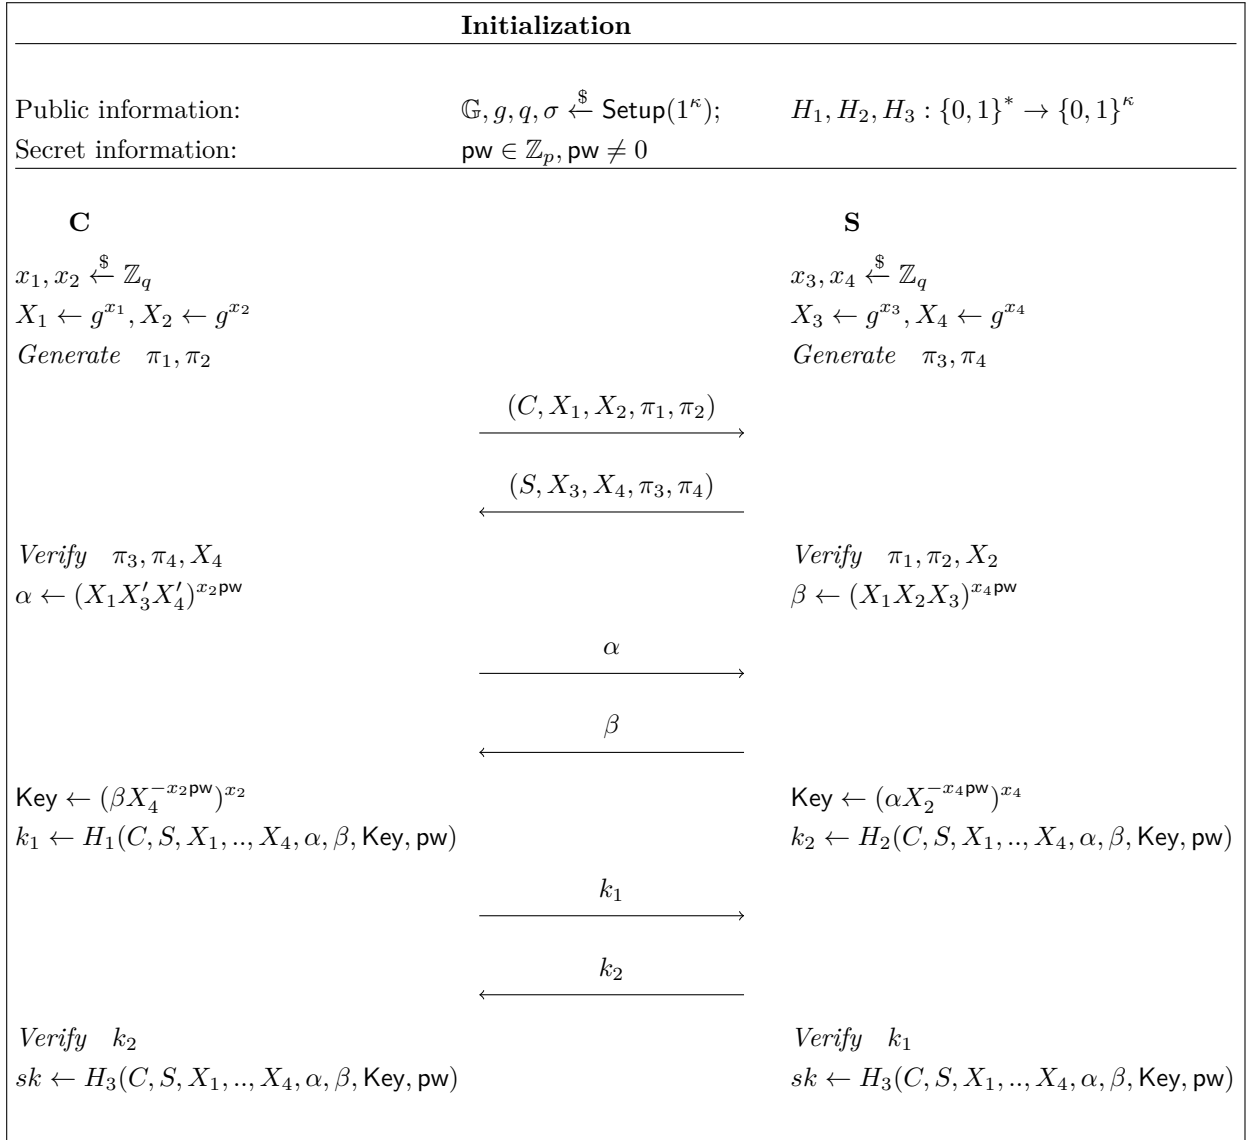 Initialization
Public information: 𝔾, g, q, σ ←$ Setup(1^κ); H₁, H₂, H₃ : {0, 1}* → {0, 1}^κ
Secret information: pw ∈ ℤ_p, pw ≠ 0
C S
x₁, x₂ ←$ ℤ_q x₃, x₄ ←$ ℤ_q
X₁ ← g^{x₁}, X₂ ← g^{x₂} X₃ ← g^{x₃}, X₄ ← g^{x₄}
Generate π₁, π₂ Generate π₃, π₄
(C, X₁, X₂, π₁, π₂)
(S, X₃, X₄, π₃, π₄)
Verify π₃, π₄, X₄ Verify π₁, π₂, X₂
α ← (X₁X₃′X₄′)^{x₂pw} β ← (X₁X₂X₃)^{x₄pw}
α
β
Key ← (βX₄^{−x₂pw})^{x₂} Key ← (αX₂^{−x₄pw})^{x₄}
k₁ ← H₁(C, S, X₁, .., X₄, α, β, Key, pw) k₂ ← H₂(C, S, X₁, .., X₄, α, β, Key, pw)
k₁
k₂
Verify k₂ Verify k₁
sk ← H₃(C, S, X₁, .., X₄, α, β, Key, pw) sk ← H₃(C, S, X₁, .., X₄, α, β, Key, pw)